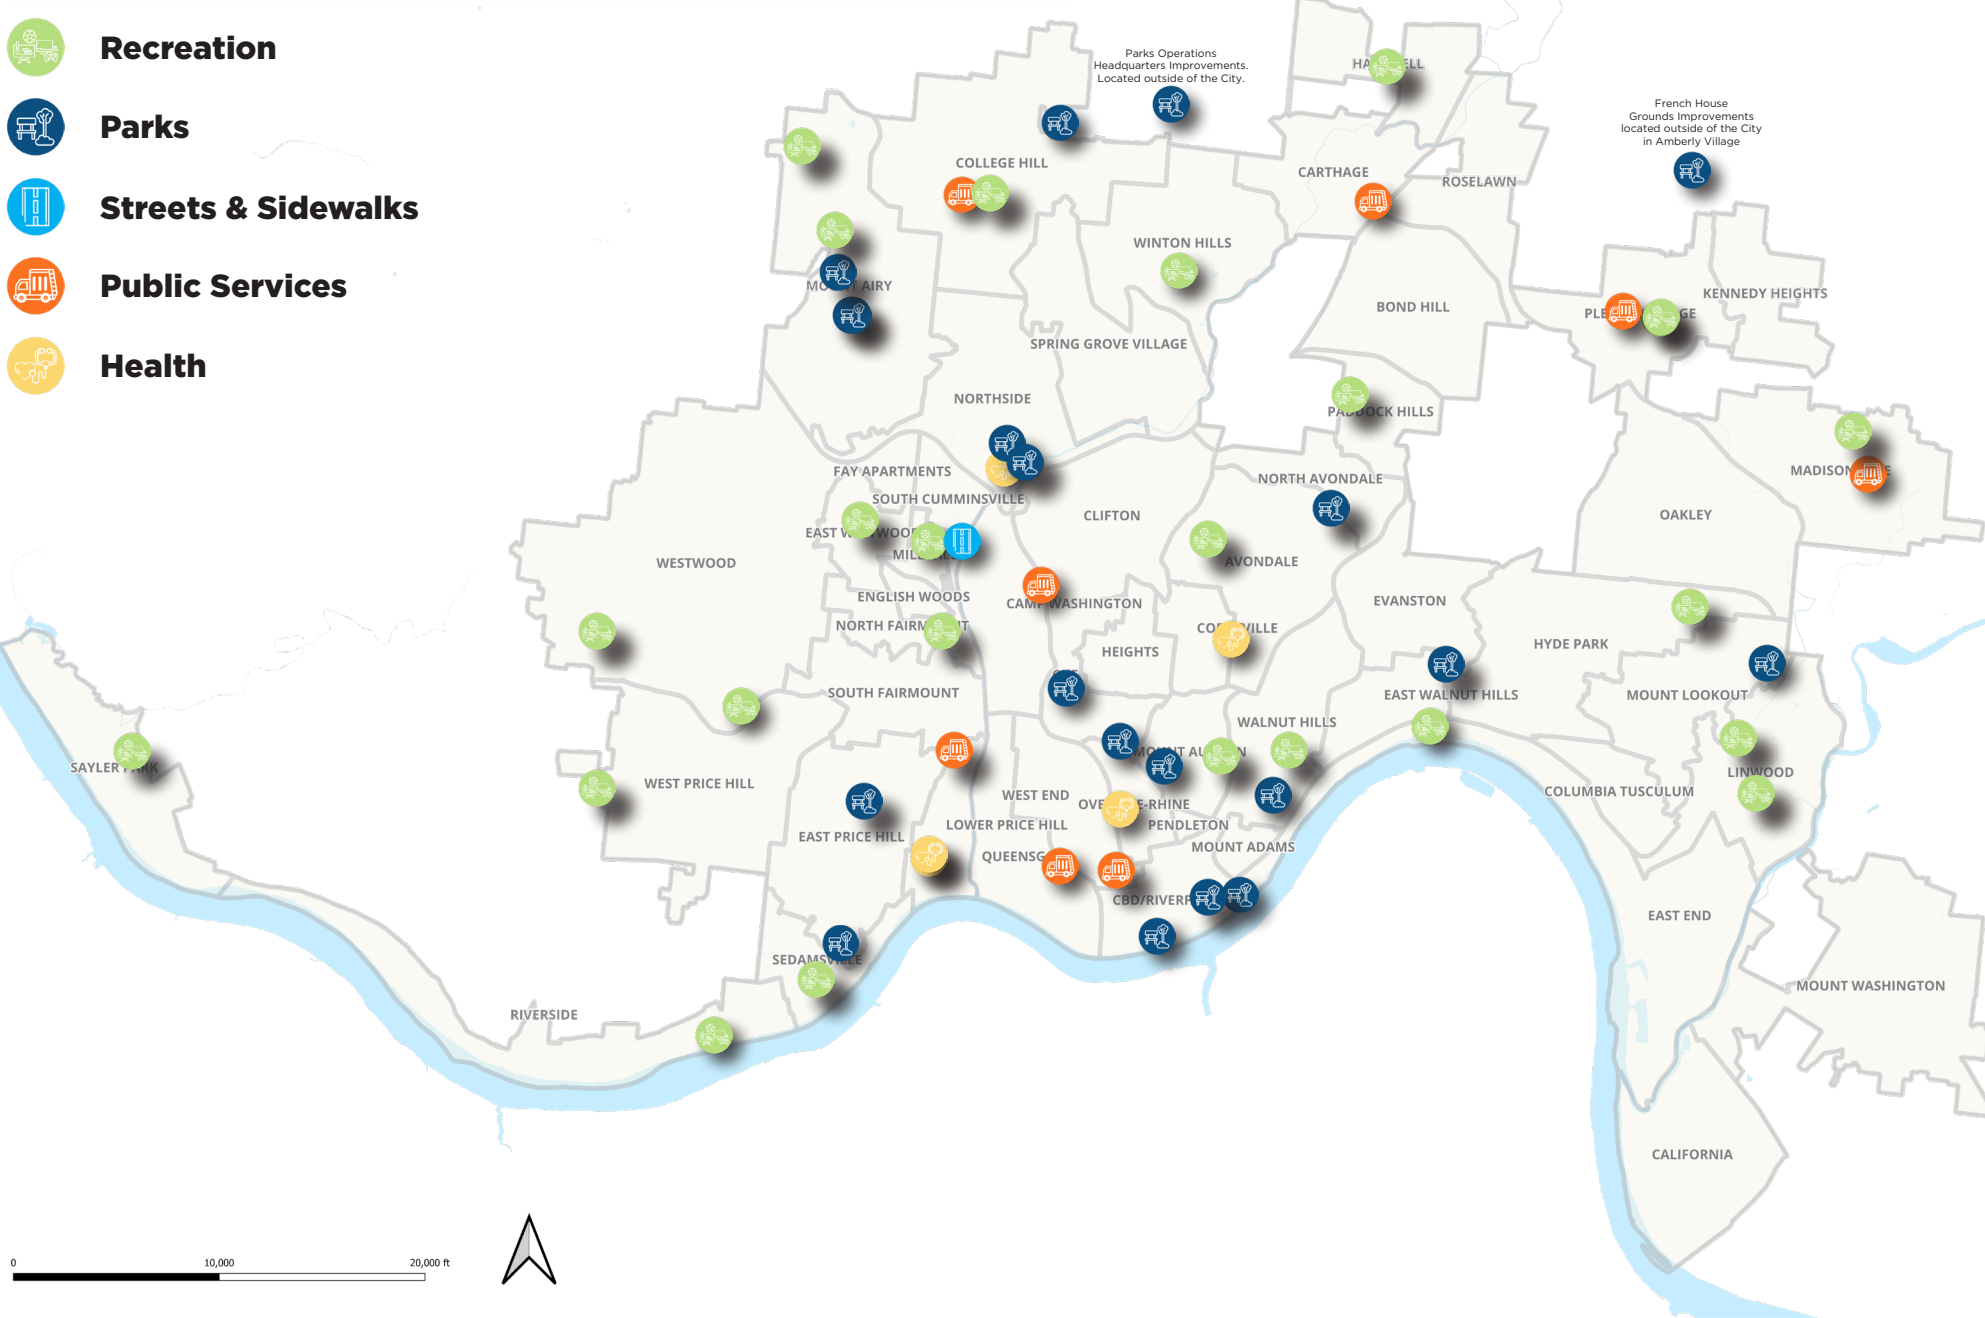 Recreation
Parks
Streets & Sidewalks
Public Services
Health
Parks Operations
Headquarters Improvements.
Located outside of the City.
French House
Grounds Improvements
located outside of the City
in Amberly Village
COLLEGE HILL
CARTHAGE
ROSELAWN
WINTON HILLS
BOND HILL
KENNEDY HEIGHTS
SPRING GROVE VILLAGE
NORTHSIDE
PADDOCK HILLS
FAY APARTMENTS
NORTH AVONDALE
SOUTH CUMMINSVILLE
CLIFTON
OAKLEY
WESTWOOD
AVONDALE
ENGLISH WOODS
CAMP WASHINGTON
EVANSTON
HYDE PARK
HEIGHTS
SOUTH FAIRMOUNT
EAST WALNUT HILLS
MOUNT LOOKOUT
WALNUT HILLS
SAYLER PARK
WEST PRICE HILL
LINWOOD
COLUMBIA TUSCULUM
WEST END
LOWER PRICE HILL
PENDLETON
EAST PRICE HILL
MOUNT ADAMS
EAST END
SEDAMSVILLE
MOUNT WASHINGTON
RIVERSIDE
CALIFORNIA
0 10,000 20,000 ft